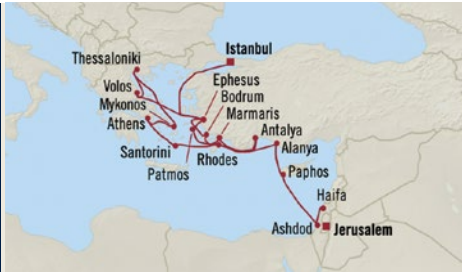 Istanbul
Thessaloniki
Ephesus
Volos
Bodrum
Mykonos
Marmaris
Athens
Antalya
Alanya
Santorini
Rhodes
Patmos
Paphos
Haifa
Ashdod
Jerusalem